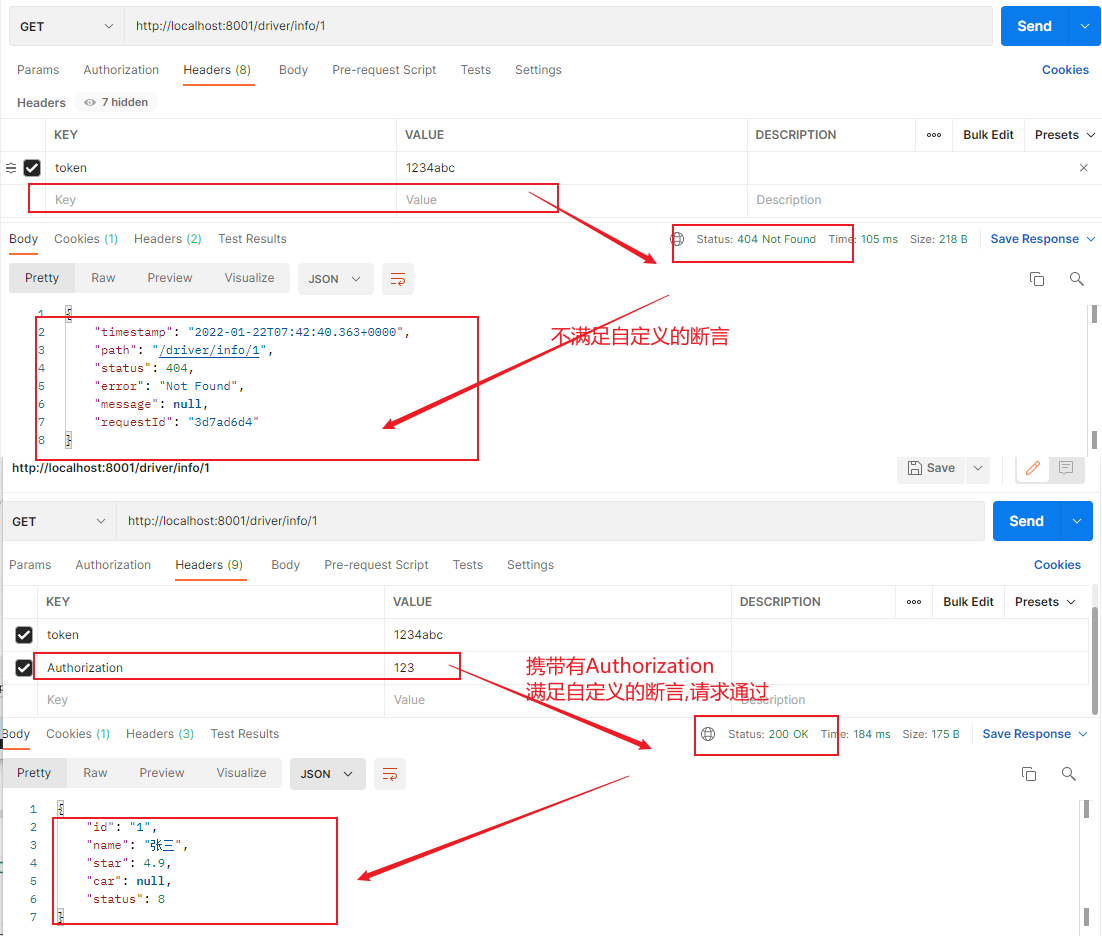 GET http://localhost:8001/driver/info/1 Send
Params Authorization Headers (8) Body Pre-request Script Tests Settings Cookies
Headers 7 hidden
KEY VALUE DESCRIPTION ooo Bulk Edit Presets
token 1234abc
Key Value Description
Body Cookies (1) Headers (2) Test Results Status: 404 Not Found Time: 105 ms Size: 218 B Save Response
Pretty Raw Preview Visualize JSON
1 {
2 "timestamp": "2022-01-22T07:42:40.363+0000",
不满足自定义的断言
3 "path": "/driver/info/1",
4 "status": 404,
5 "error": "Not Found",
6 "message": null,
7 "requestId": "3d7ad6d4"
8 }
http://localhost:8001/driver/info/1 Save
GET http://localhost:8001/driver/info/1 Send
Params Authorization Headers (9) Body Pre-request Script Tests Settings Cookies
KEY VALUE DESCRIPTION ooo Bulk Edit Presets
token 1234abc
Authorization 123
携带有Authorization
满足自定义的断言,请求通过
Key Value Description
Body Cookies (1) Headers (3) Test Results Status: 200 OK Time: 184 ms Size: 175 B Save Response
Pretty Raw Preview Visualize JSON
1 {
2 "id": "1",
3 "name": "张三",
4 "star": 4.9,
5 "car": null,
6 "status": 8
7 }